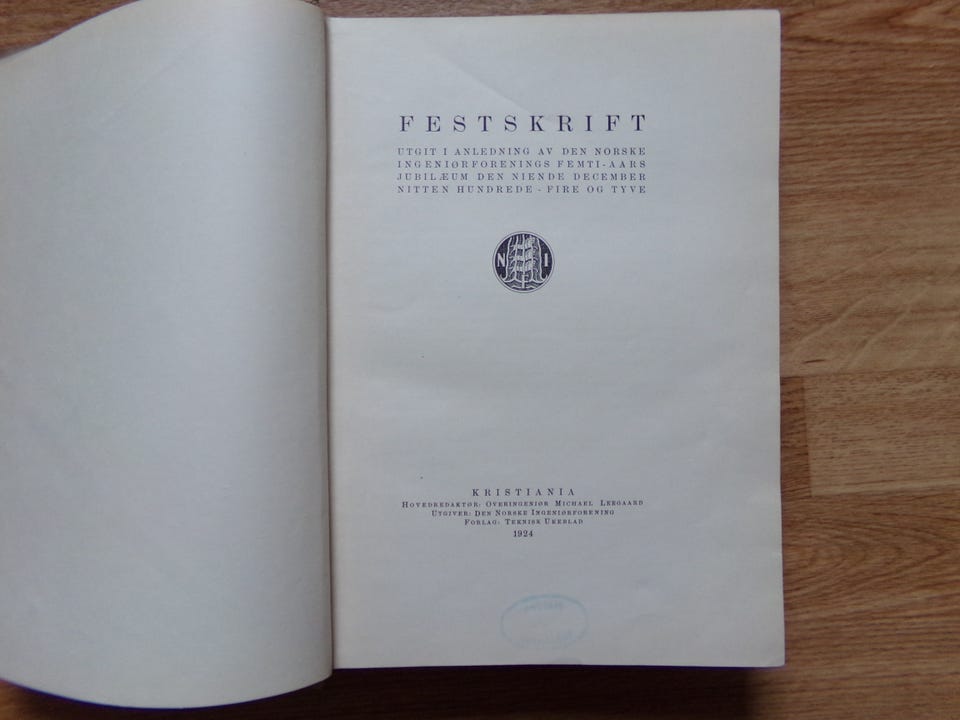 FESTSKRIFT
UTGIT I ANLEDNING AV DEN NORSKE
INGENIØRFORENINGS FEMTI-AARS
JUBILÆUM DEN NIENDE DECEMBER
NITTEN HUNDREDE - FIRE OG TYVE
N I
KRISTIANIA
HOVEDREDAKTØR: OVERINGENIØR MICHAEL LEEGAARD
UTGIVER: DEN NORSKE INGENIØRFORENING
FORLAG: TEKNISK UKEBLAD
1924